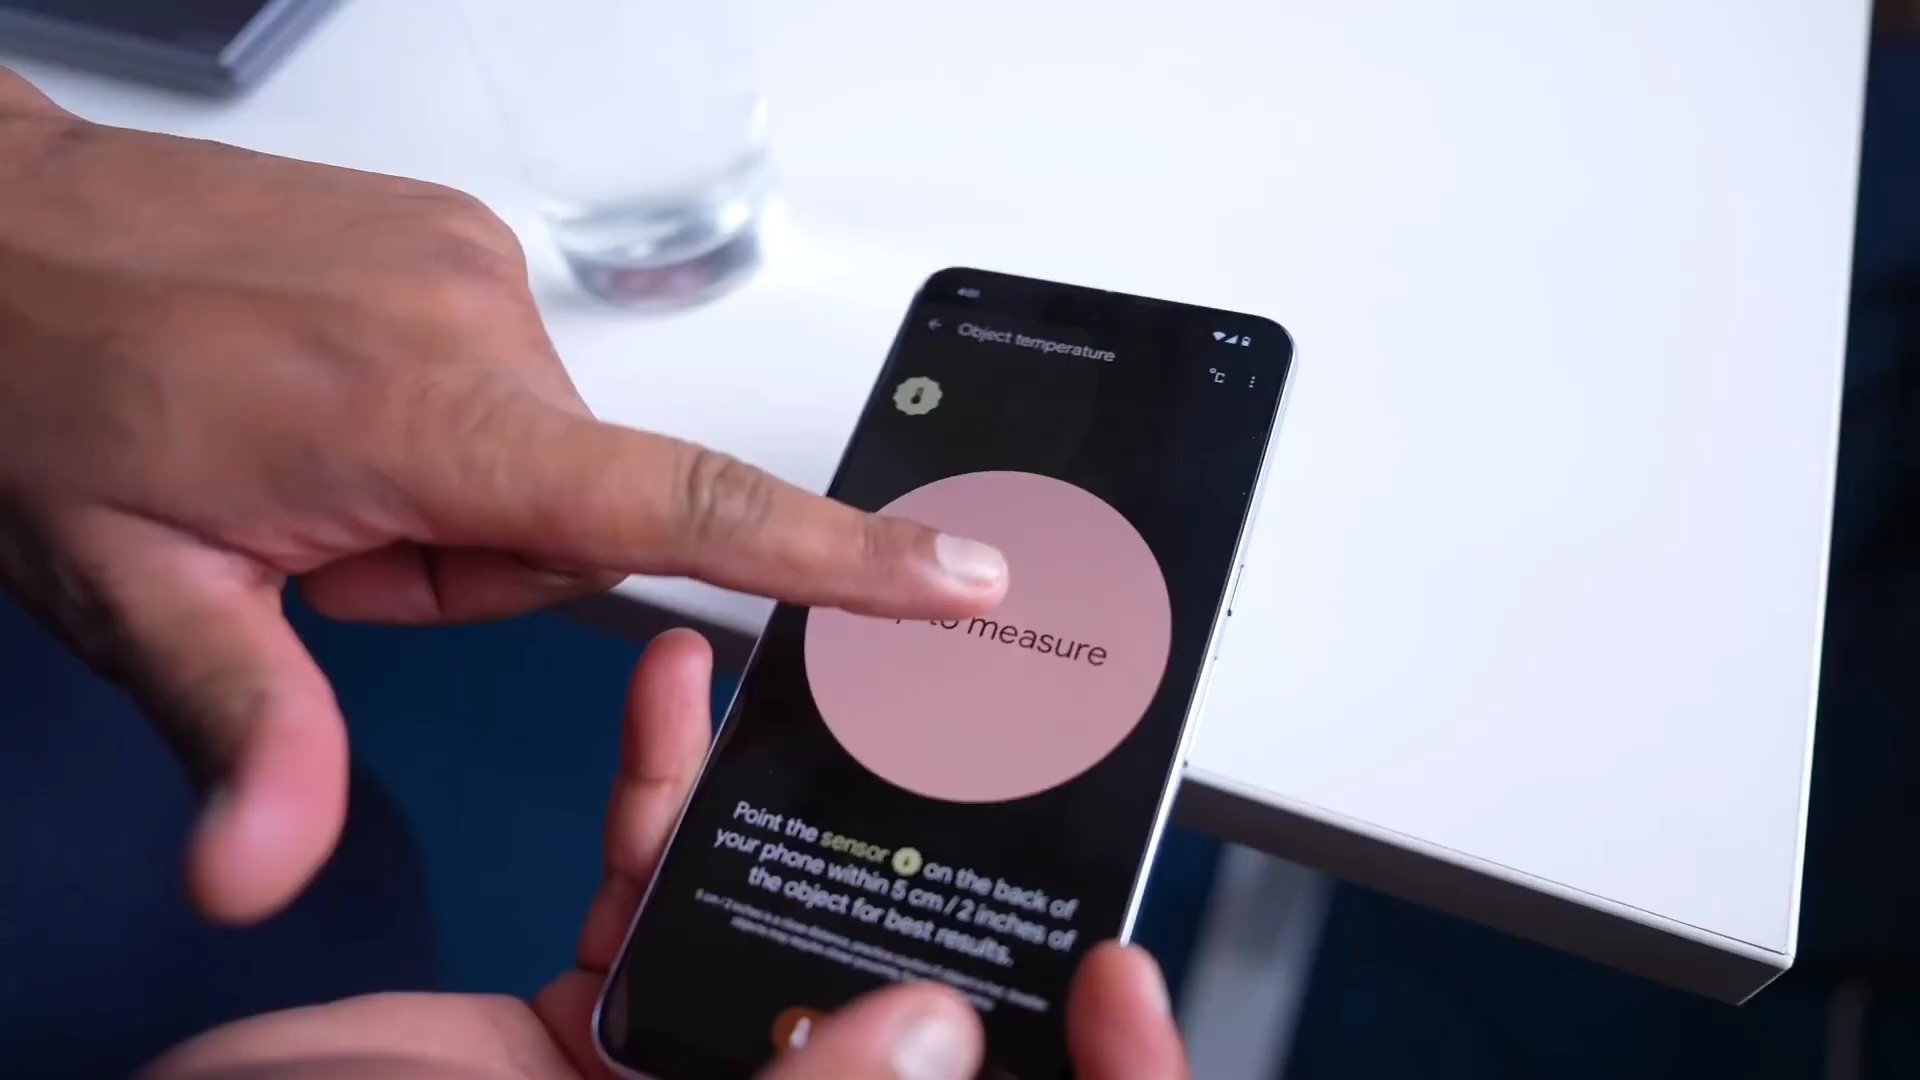 Object temperature
°C
to measure
Point the sensor on the back of
your phone within 5 cm / 2 inches of
the object for best results.